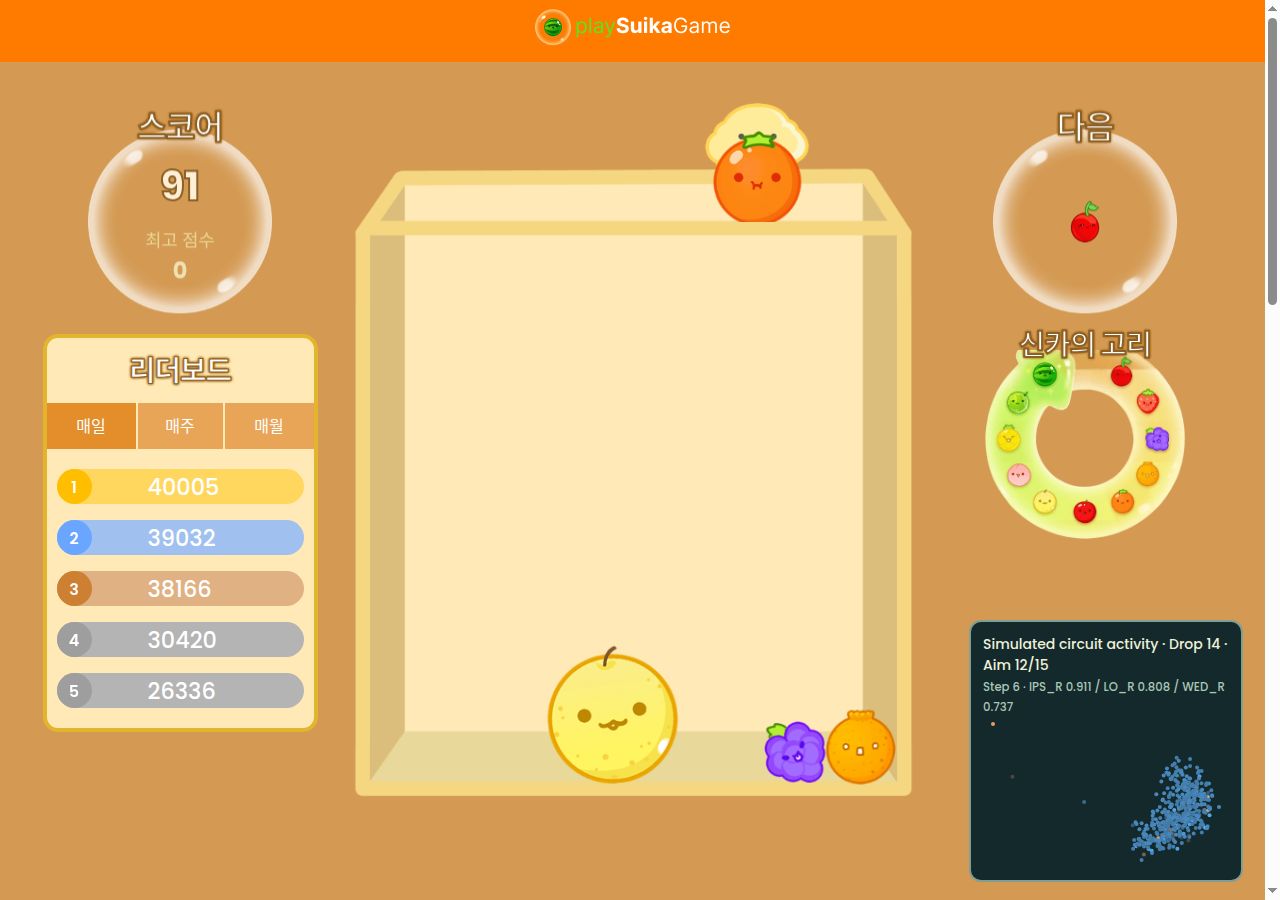 playSuikaGame
스코어
91
최고 점수
0
다음
신카의 고리
리더보드
매일 매주 매월
1 40005
2 39032
3 38166
4 30420
5 26336
Simulated circuit activity · Drop 14 ·
Aim 12/15
Step 6 · IPS_R 0.911 / LO_R 0.808 / WED_R
0.737